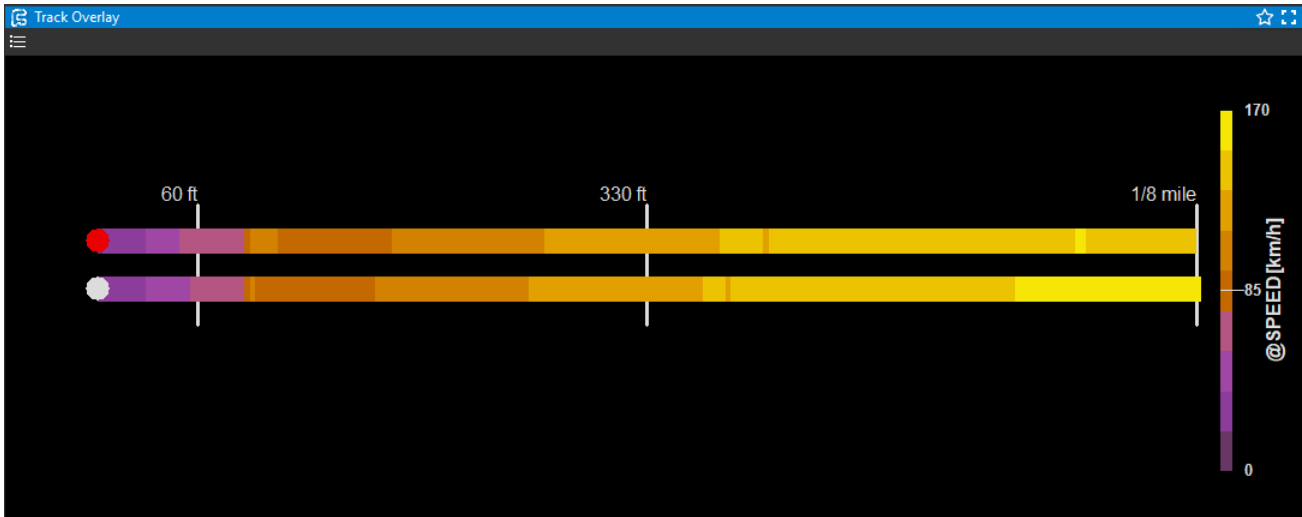 Track Overlay
170
60 ft
330 ft
1/8 mile
85
@SPEED[km/h]
0